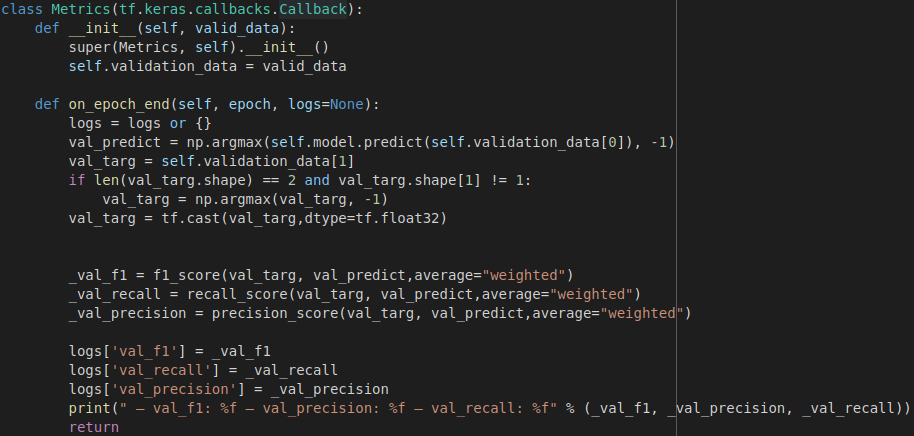 class Metrics(tf.keras.callbacks.Callback):
    def __init__(self, valid_data):
        super(Metrics, self).__init__()
        self.validation_data = valid_data
    def on_epoch_end(self, epoch, logs=None):
        logs = logs or {}
        val_predict = np.argmax(self.model.predict(self.validation_data[0]), -1)
        val_targ = self.validation_data[1]
        if len(val_targ.shape) == 2 and val_targ.shape[1] != 1:
            val_targ = np.argmax(val_targ, -1)
        val_targ = tf.cast(val_targ,dtype=tf.float32)
        _val_f1 = f1_score(val_targ, val_predict,average="weighted")
        _val_recall = recall_score(val_targ, val_predict,average="weighted")
        _val_precision = precision_score(val_targ, val_predict,average="weighted")
        logs['val_f1'] = _val_f1
        logs['val_recall'] = _val_recall
        logs['val_precision'] = _val_precision
        print(" — val_f1: %f — val_precision: %f — val_recall: %f" % (_val_f1, _val_precision, _val_recall))
        return